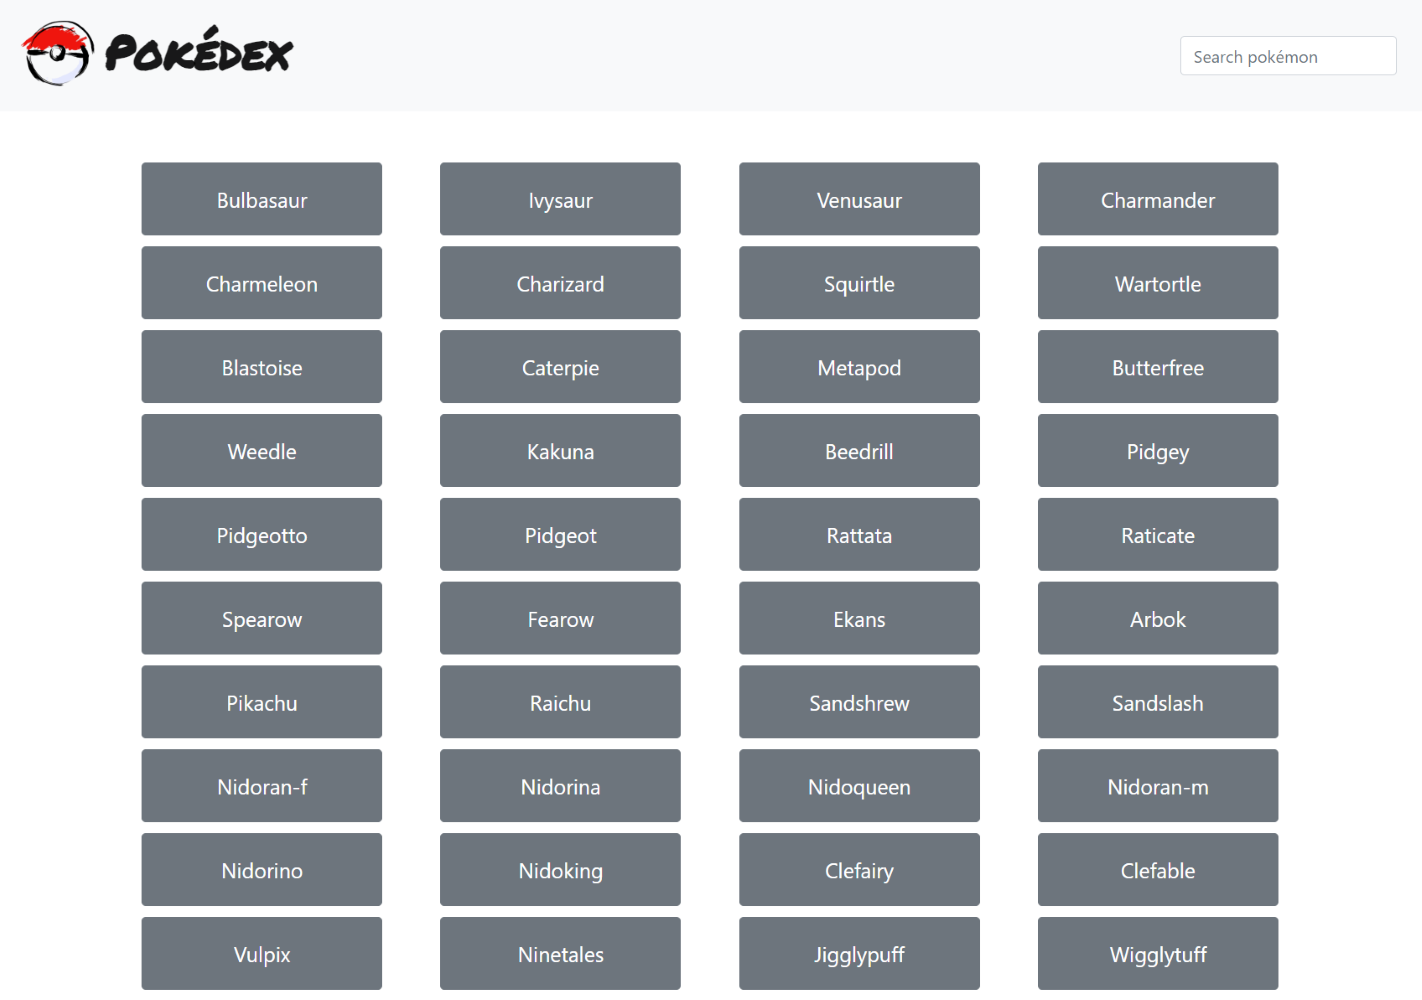 POKÉDEX
Search pokémon
Bulbasaur
Ivysaur
Venusaur
Charmander
Charmeleon
Charizard
Squirtle
Wartortle
Blastoise
Caterpie
Metapod
Butterfree
Weedle
Kakuna
Beedrill
Pidgey
Pidgeotto
Pidgeot
Rattata
Raticate
Spearow
Fearow
Ekans
Arbok
Pikachu
Raichu
Sandshrew
Sandslash
Nidoran-f
Nidorina
Nidoqueen
Nidoran-m
Nidorino
Nidoking
Clefairy
Clefable
Vulpix
Ninetales
Jigglypuff
Wigglytuff